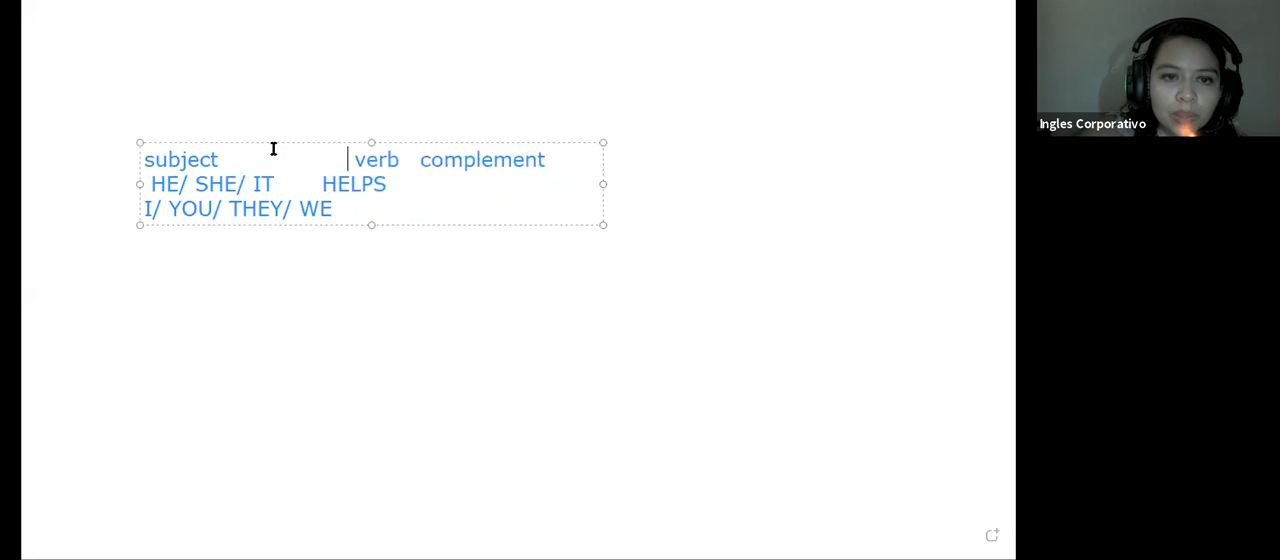 subject verb complement
HE/ SHE/ IT HELPS
I/ YOU/ THEY/ WE
Ingles Corporativo